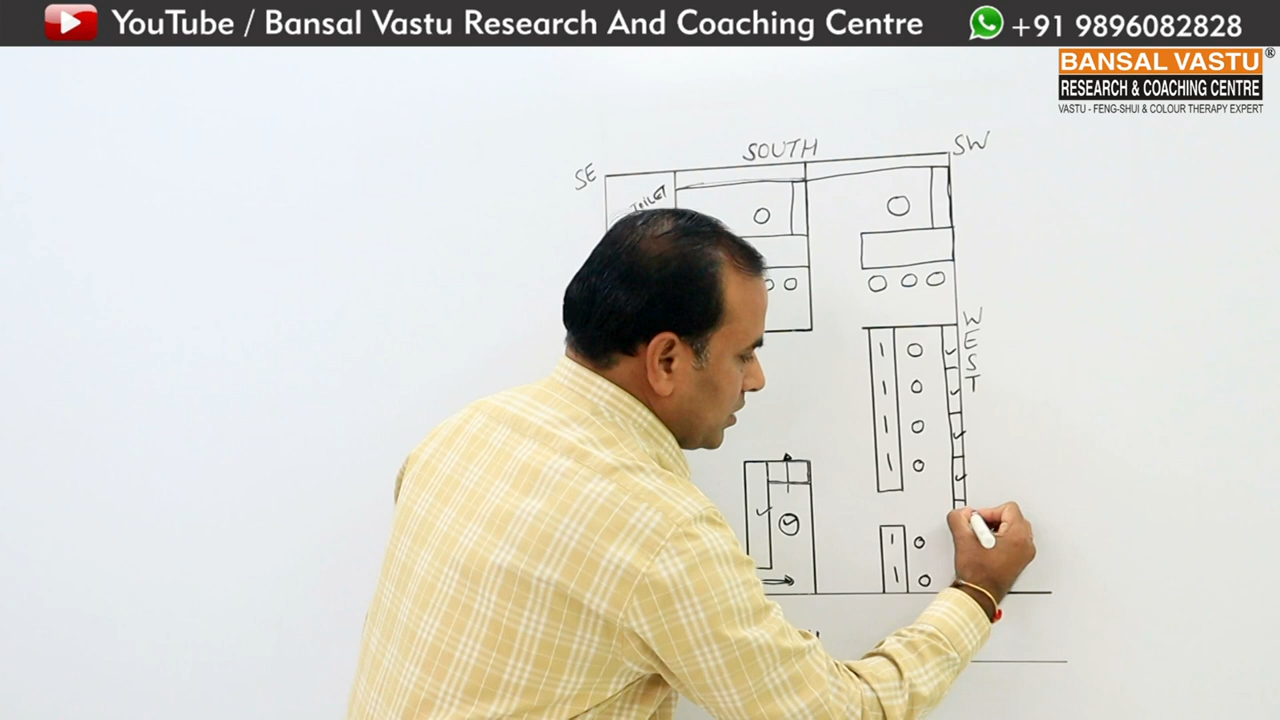 YouTube / Bansal Vastu Research And Coaching Centre +91 9896082828
BANSAL VASTU®
RESEARCH & COACHING CENTRE
VASTU - FENG-SHUI & COLOUR THERAPY EXPERT
SE SOUTH SW
TOILET
WEST